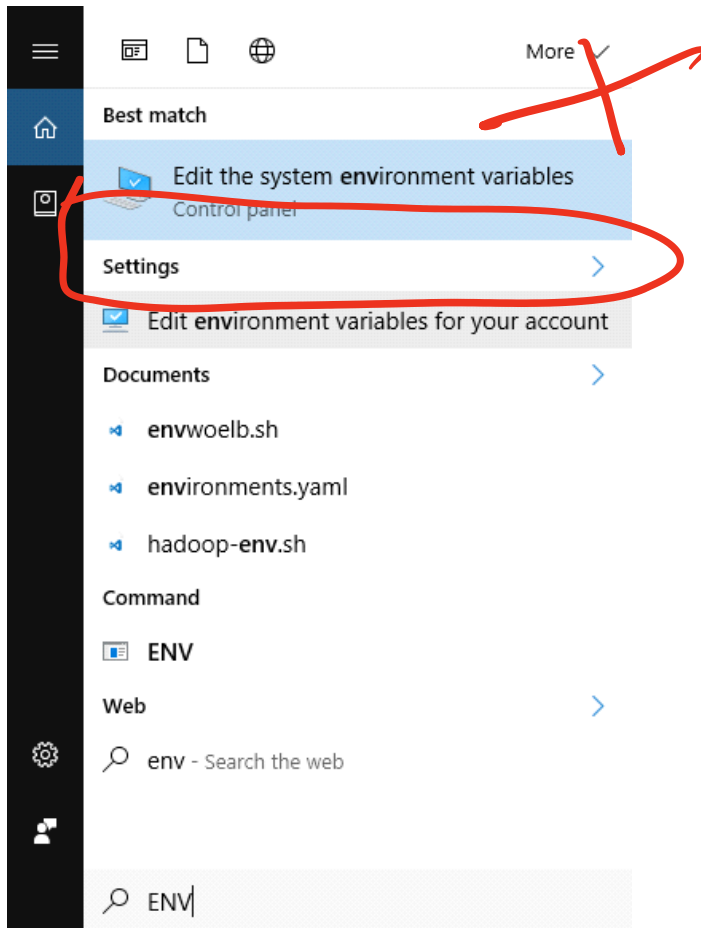 More
Best match
Edit the system environment variables
Control panel
Settings
Edit environment variables for your account
Documents
envwoelb.sh
environments.yaml
hadoop-env.sh
Command
ENV
Web
env - Search the web
ENV